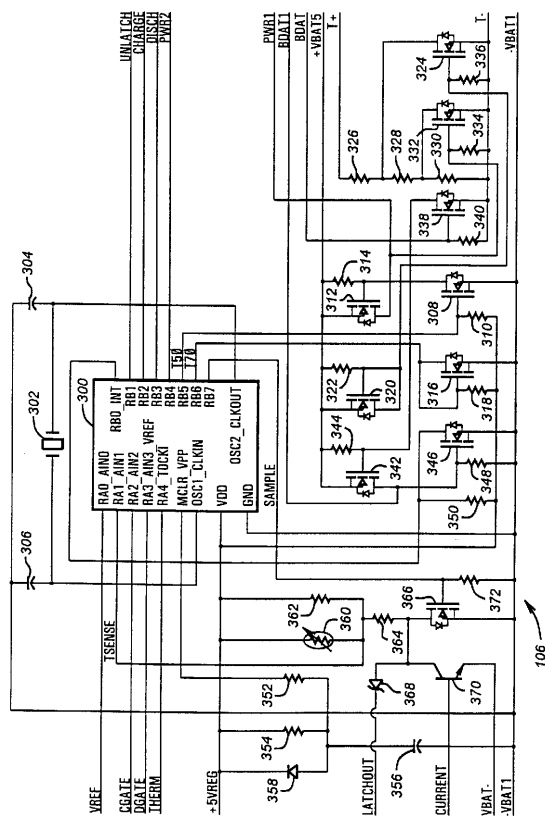 UNLATCH
CHARGE
DISCH
PWR2
PWR1
BDAT1
BDAT
+VBAT5
T+
T-
-VBAT1
304
302
306
300
RB0_INT
RB1
RB2
RB3
RB4
RB5
RB6
RB7
OSC2_CLKOUT
RA0_AIN0
RA1_AIN1
RA2_AIN2
RA3_AIN3 VREF
RA4_TOCKI
MCLR_VPP
OSC1_CLKIN
VDD
GND
T50
T70
SAMPLE
TSENSE
326
328
330
324
336
332
334
338
340
314
312
308
310
322
320
316
318
344
342
346
348
350
362
360
364
366
372
352
354
358
356
368
370
VREF
CGATE
DGATE
THERM
+5VREG
LATCHOUT
CURRENT
VBAT-
-VBAT1
106